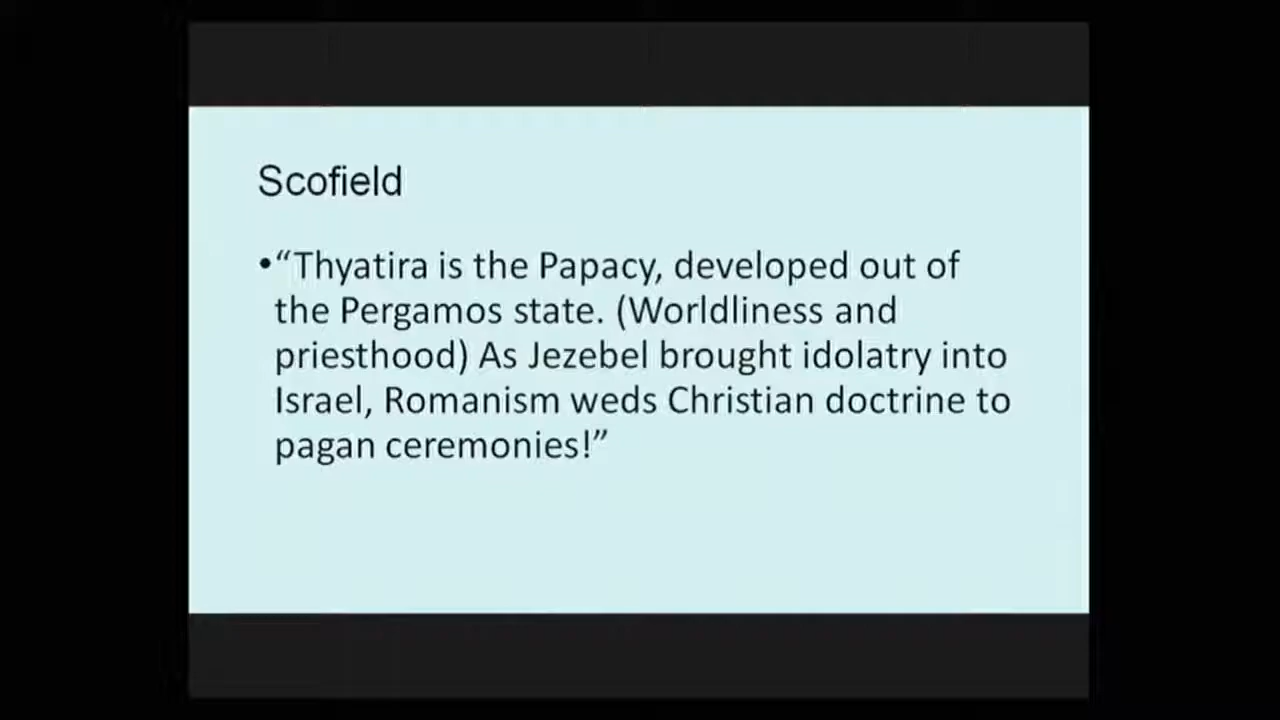 Scofield
•“Thyatira is the Papacy, developed out of
the Pergamos state. (Worldliness and
priesthood) As Jezebel brought idolatry into
Israel, Romanism weds Christian doctrine to
pagan ceremonies!”